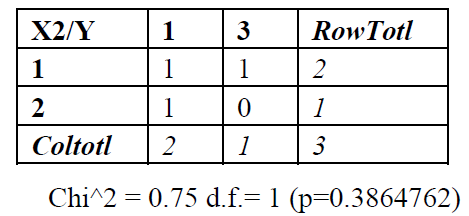 X2/Y 1 3 RowTotl
1 1 1 2
2 1 0 1
Coltotl 2 1 3
Chi^2 = 0.75 d.f.= 1 (p=0.3864762)